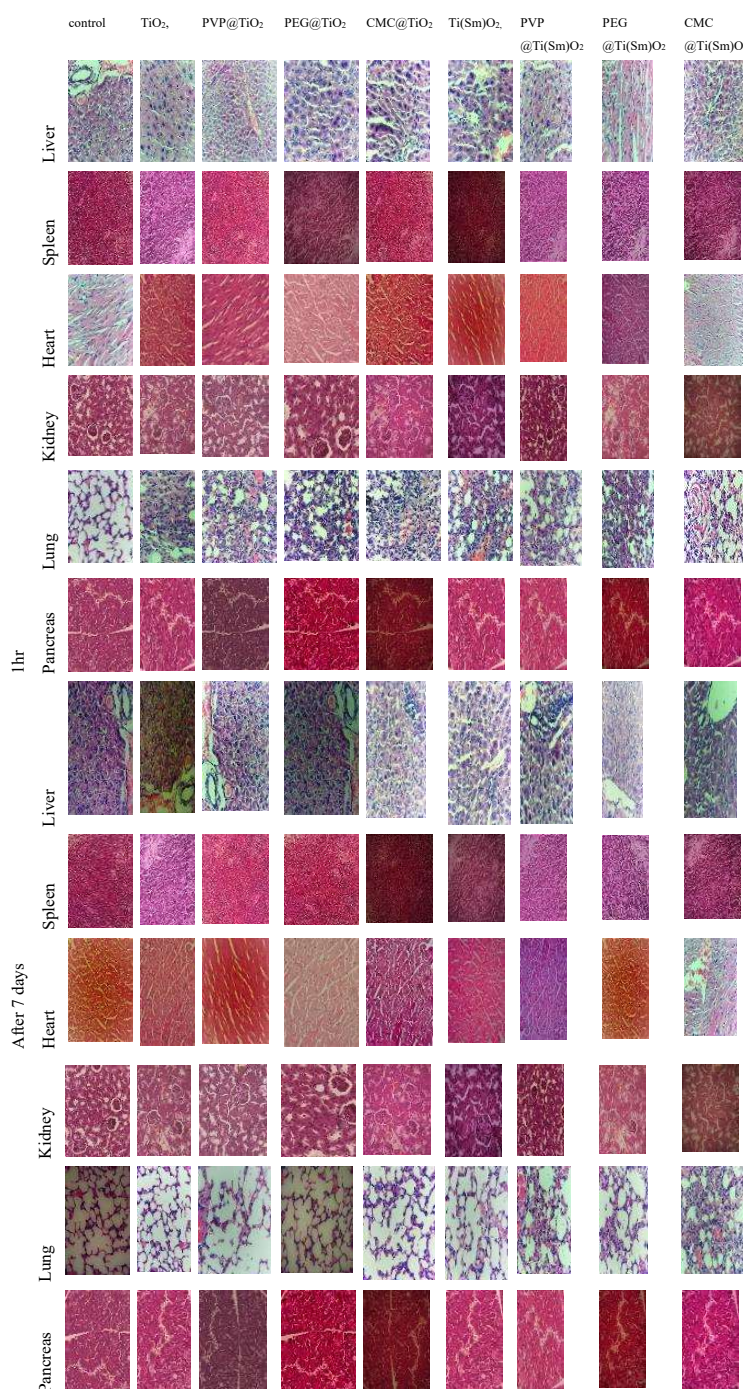 control TiO₂, PVP@TiO₂ PEG@TiO₂ CMC@TiO₂ Ti(Sm)O₂, PVP PEG CMC
@Ti(Sm)O₂ @Ti(Sm)O₂ @Ti(Sm)O
Liver
Spleen
Heart
Kidney
Lung
1hr
Pancreas
Liver
Spleen
After 7 days
Heart
Kidney
Lung
Pancreas